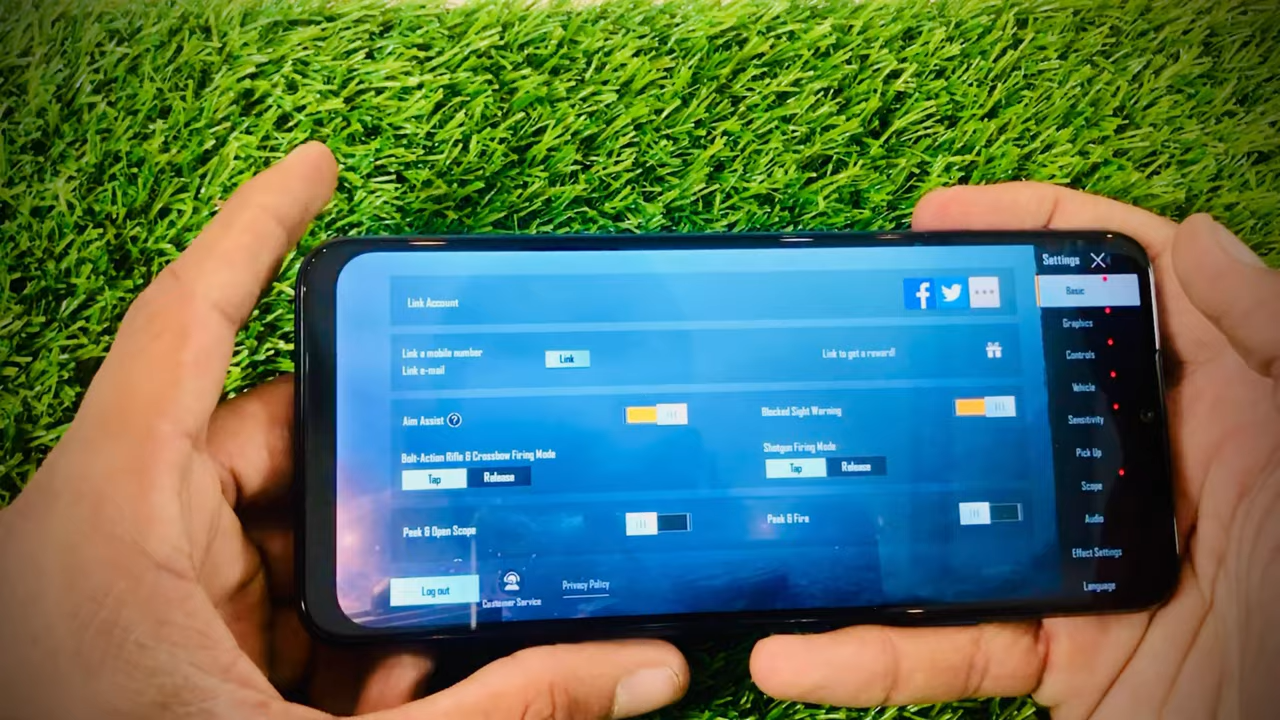 Settings
Link Account
Link a mobile number
Link e-mail
Link
Link to get a reward!
Aim Assist ?
Blocked Sight Warning
Bolt-Action Rifle & Crossbow Firing Mode
Tap Release
Shotgun Firing Mode
Tap Release
Peek & Open Scope
Peek & Fire
Log out
Customer Service
Privacy Policy
Basic
Graphics
Controls
Vehicle
Sensitivity
Pick Up
Scope
Audio
Effect Settings
Language